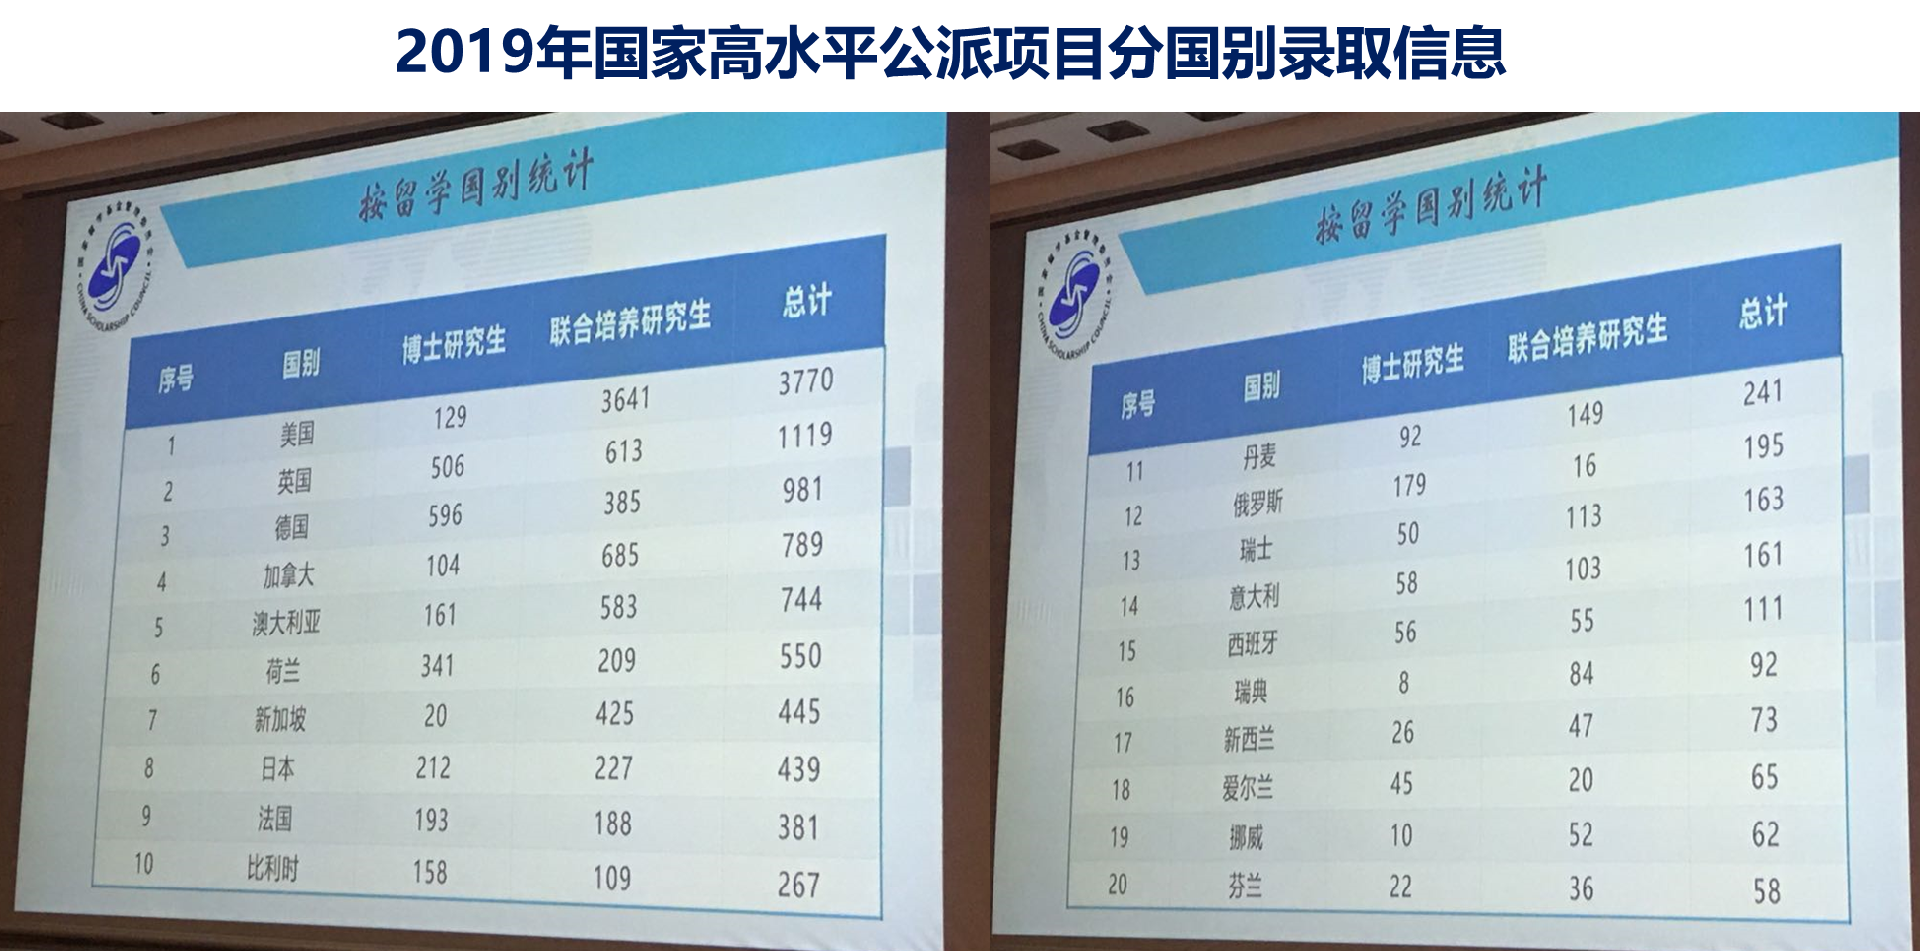 2019年国家高水平公派项目分国别录取信息
按留学国别统计
CHINA SCHOLARSHIP COUNCIL
序号 国别 博士研究生 联合培养研究生 总计
1 美国 129 3641 3770
2 英国 506 613 1119
3 德国 596 385 981
4 加拿大 104 685 789
5 澳大利亚 161 583 744
6 荷兰 341 209 550
7 新加坡 20 425 445
8 日本 212 227 439
9 法国 193 188 381
10 比利时 158 109 267
按留学国别统计
CHINA SCHOLARSHIP COUNCIL
序号 国别 博士研究生 联合培养研究生 总计
11 丹麦 92 149 241
12 俄罗斯 179 16 195
13 瑞士 50 113 163
14 意大利 58 103 161
15 西班牙 56 55 111
16 瑞典 8 84 92
17 新西兰 26 47 73
18 爱尔兰 45 20 65
19 挪威 10 52 62
20 芬兰 22 36 58